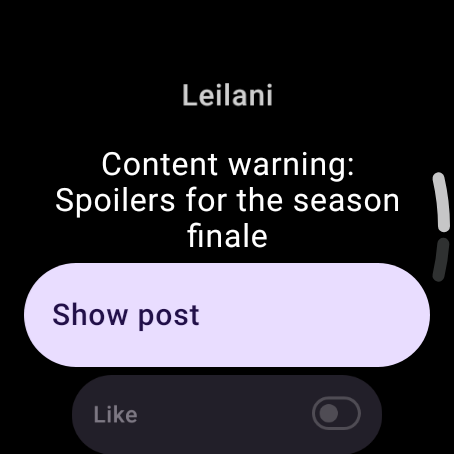 Leilani
Content warning:
Spoilers for the season
finale
Show post
Like